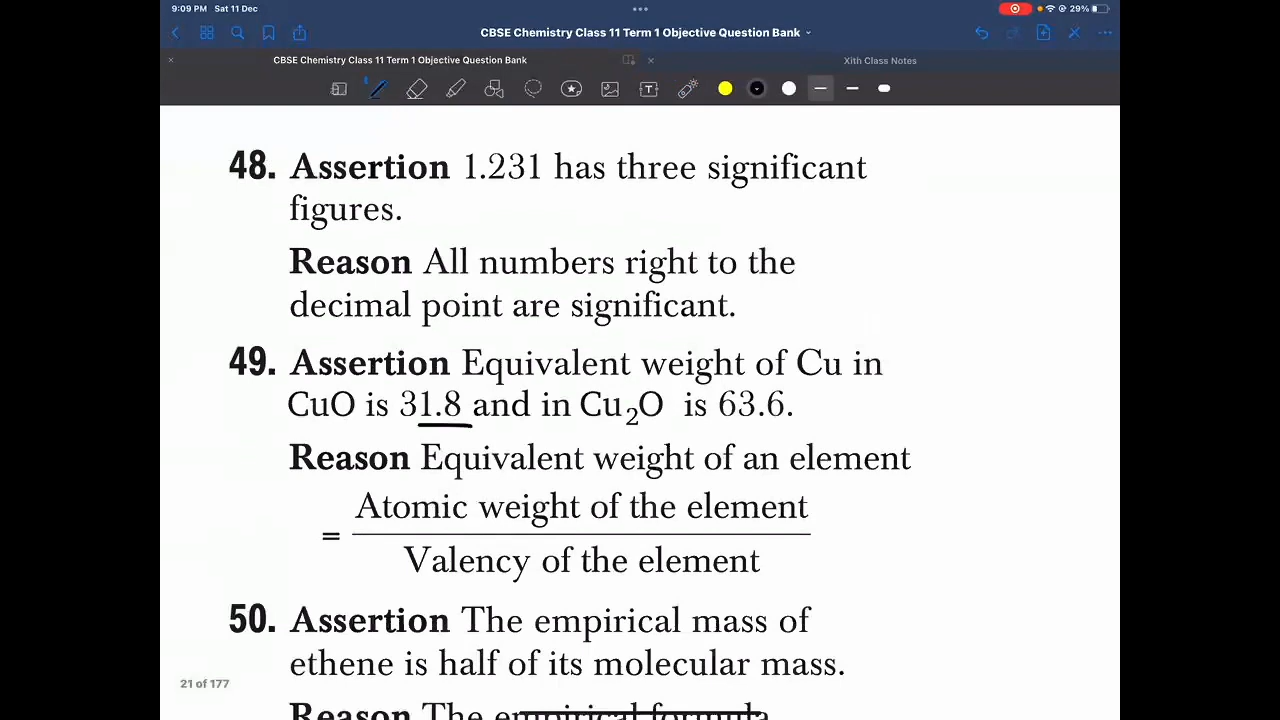 9:09 PM Sat 11 Dec
29%
CBSE Chemistry Class 11 Term 1 Objective Question Bank
CBSE Chemistry Class 11 Term 1 Objective Question Bank
Xith Class Notes
48. Assertion 1.231 has three significant
figures.
Reason All numbers right to the
decimal point are significant.
49. Assertion Equivalent weight of Cu in
CuO is 31.8 and in Cu₂O is 63.6.
Reason Equivalent weight of an element
= Atomic weight of the element
Valency of the element
50. Assertion The empirical mass of
ethene is half of its molecular mass.
21 of 177
Reason The empirical formula